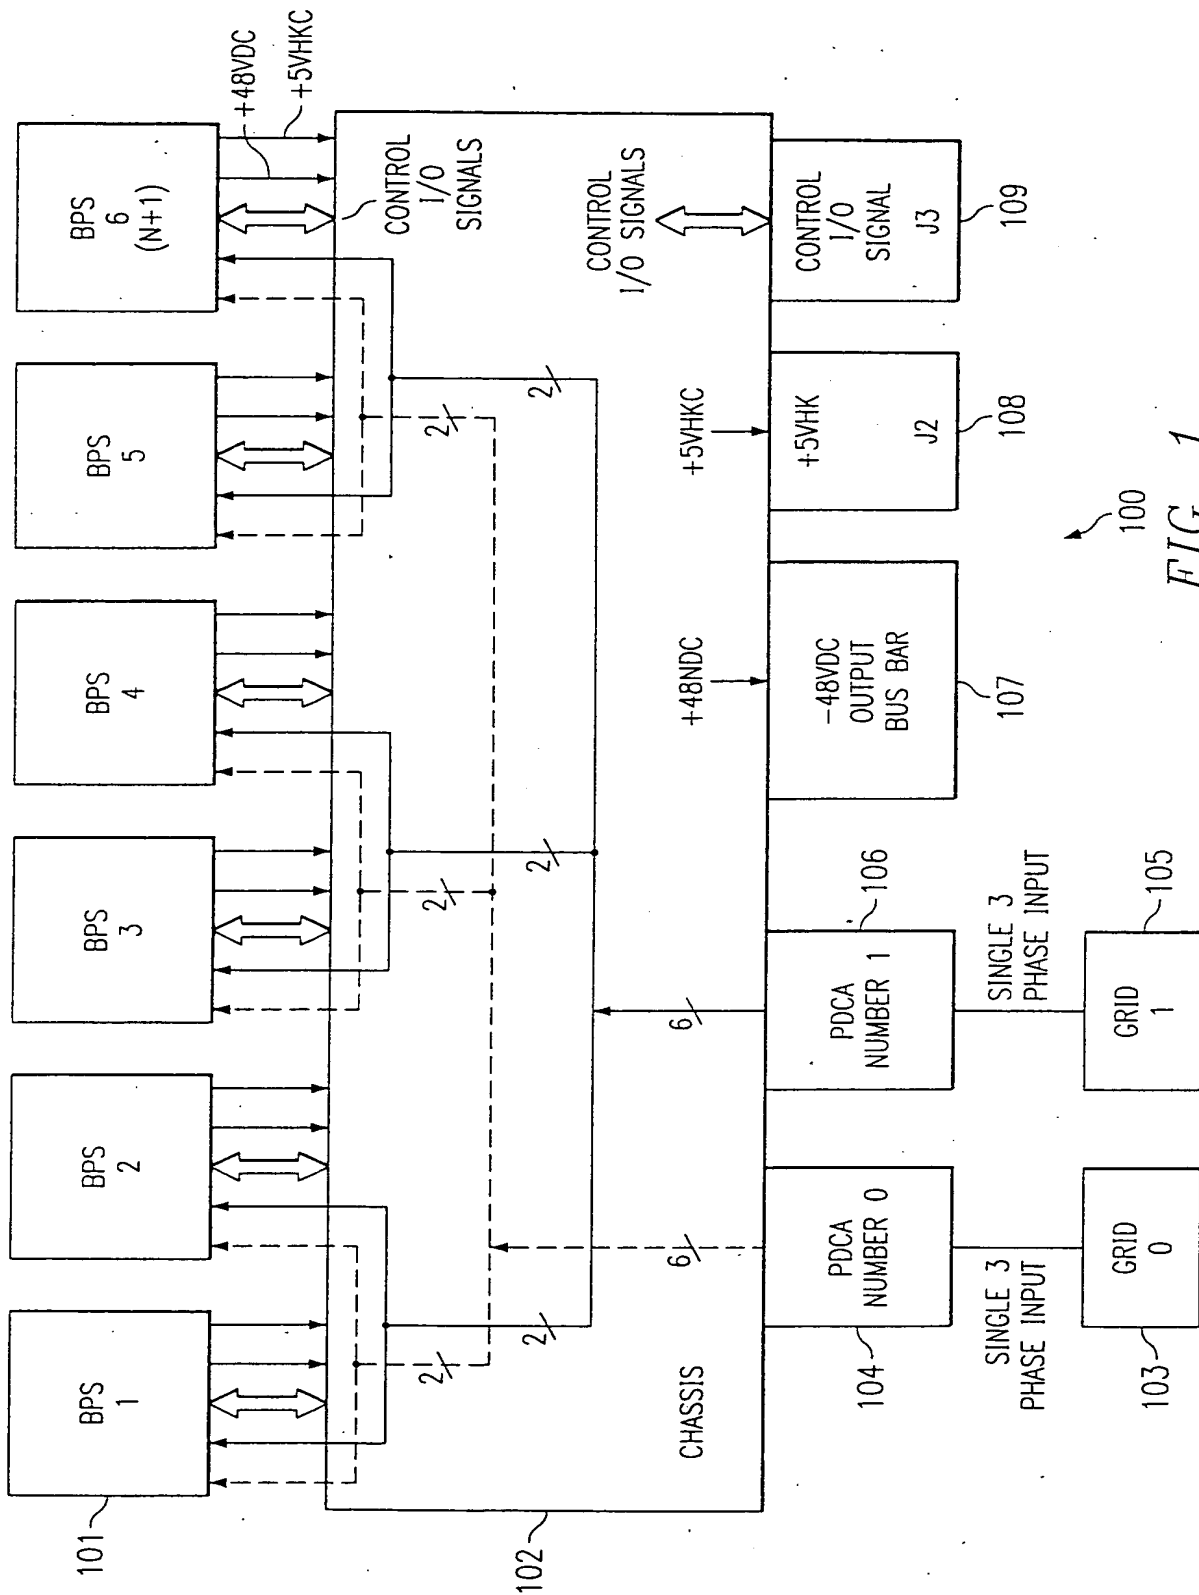 BPS
1
BPS
2
BPS
3
BPS
4
BPS
5
BPS
6
(N+1)
+48VDC
+5VHKC
101
CONTROL
I/O
SIGNALS
2
2
2
2
2
2
6
6
CHASSIS
102
+48NDC
+5VHKC
CONTROL
I/O SIGNALS
PDCA
NUMBER 0
104
PDCA
NUMBER 1
106
-48VDC
OUTPUT
BUS BAR
107
+5VHK
J2
108
CONTROL
I/O
SIGNAL
J3
109
SINGLE 3
PHASE INPUT
SINGLE 3
PHASE INPUT
GRID
0
103
GRID
1
105
100
FIG. 1